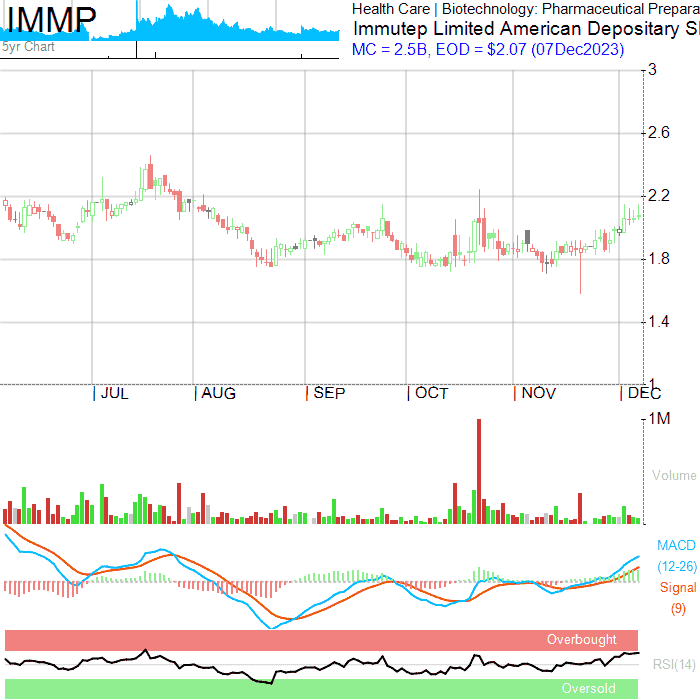 IMMP
5yr Chart
Health Care | Biotechnology: Pharmaceutical Prepara
Immutep Limited American Depositary S
MC = 2.5B, EOD = $2.07 (07Dec2023)
3
2.6
2.2
1.8
1.4
1
JUL AUG SEP OCT NOV DEC
1M
Volume
MACD
(12-26)
Signal
(9)
Overbought
RSI(14)
Oversold